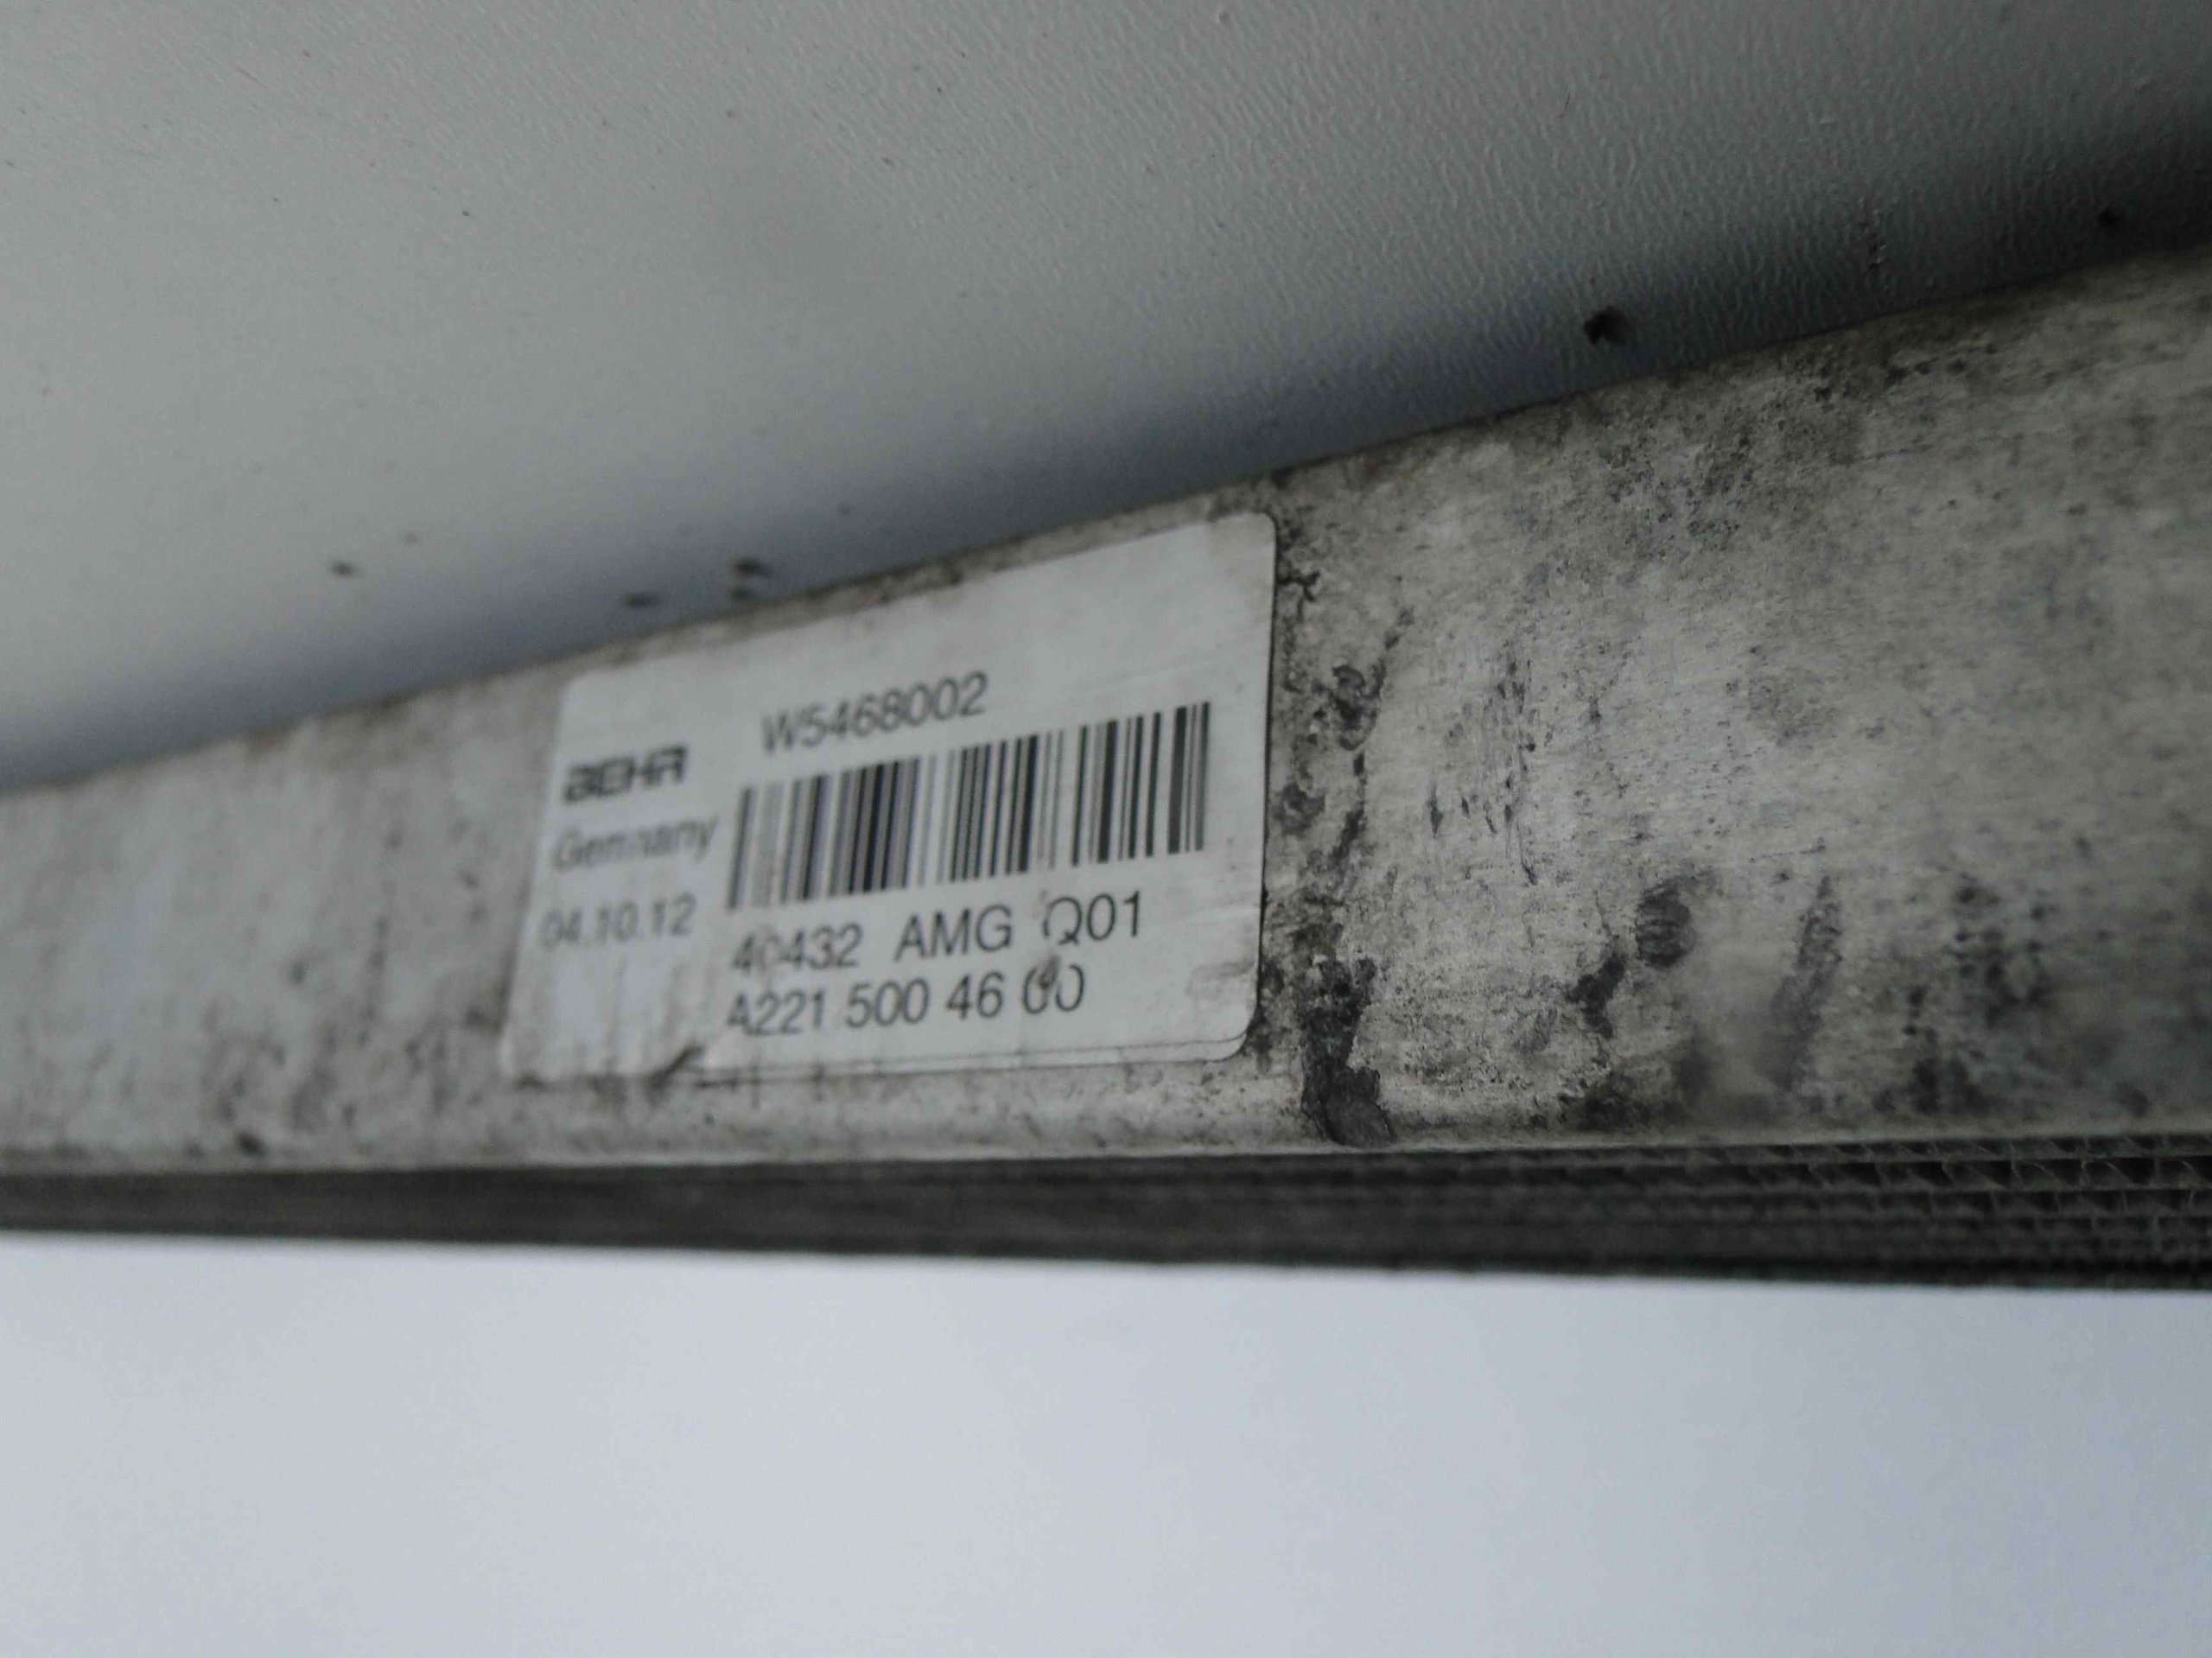 W5468002
BEHR
Germany
04.10.12
40432 AMG Q01
A221 500 46 00